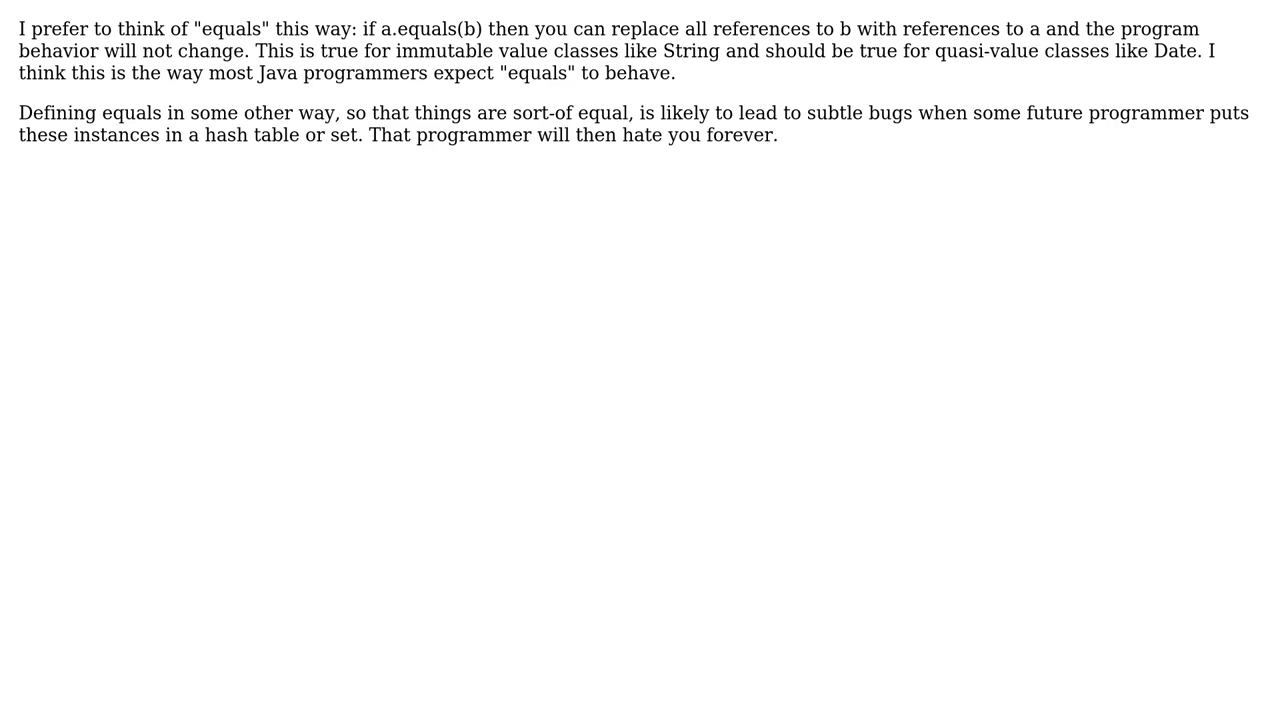 I prefer to think of "equals" this way: if a.equals(b) then you can replace all references to b with references to a and the program
behavior will not change. This is true for immutable value classes like String and should be true for quasi-value classes like Date. I
think this is the way most Java programmers expect "equals" to behave.
Defining equals in some other way, so that things are sort-of equal, is likely to lead to subtle bugs when some future programmer puts
these instances in a hash table or set. That programmer will then hate you forever.